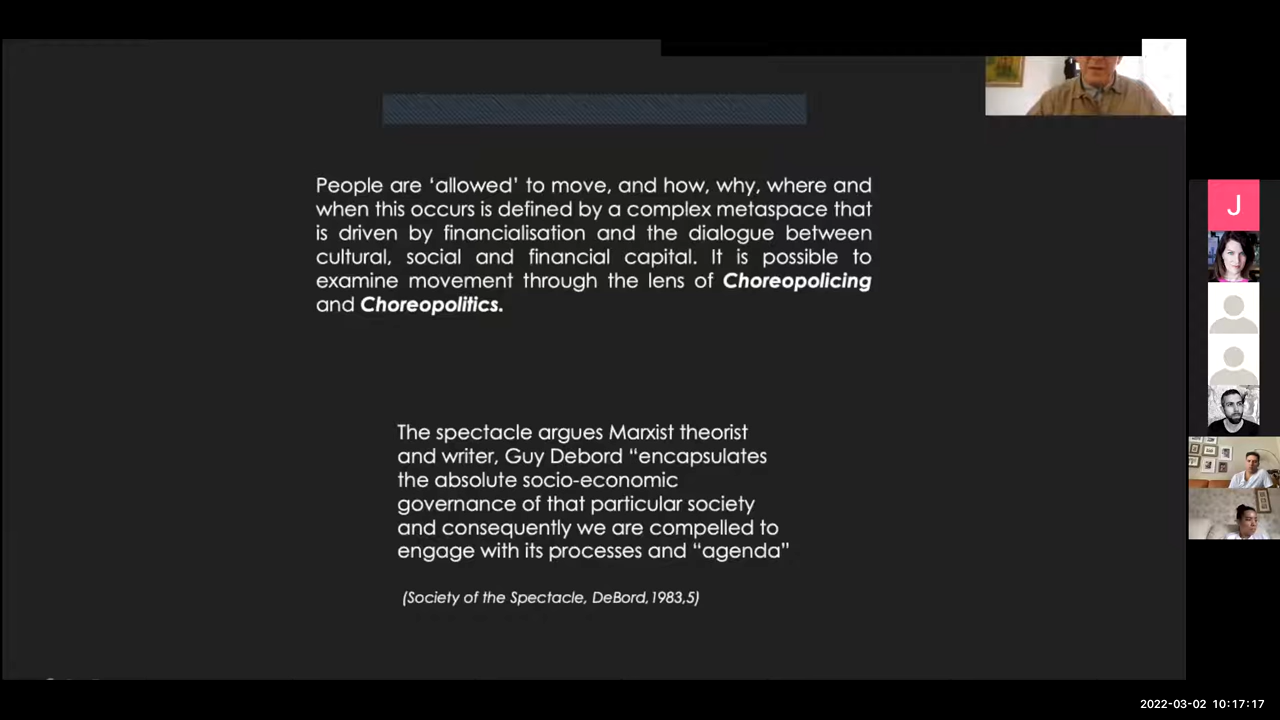 People are ‘allowed’ to move, and how, why, where and
when this occurs is defined by a complex metaspace that
is driven by financialisation and the dialogue between
cultural, social and financial capital. It is possible to
examine movement through the lens of Choreopolicing
and Choreopolitics.
J
The spectacle argues Marxist theorist
and writer, Guy Debord “encapsulates
the absolute socio-economic
governance of that particular society
and consequently we are compelled to
engage with its processes and “agenda”
(Society of the Spectacle, DeBord,1983,5)
2022-03-02 10:17:17